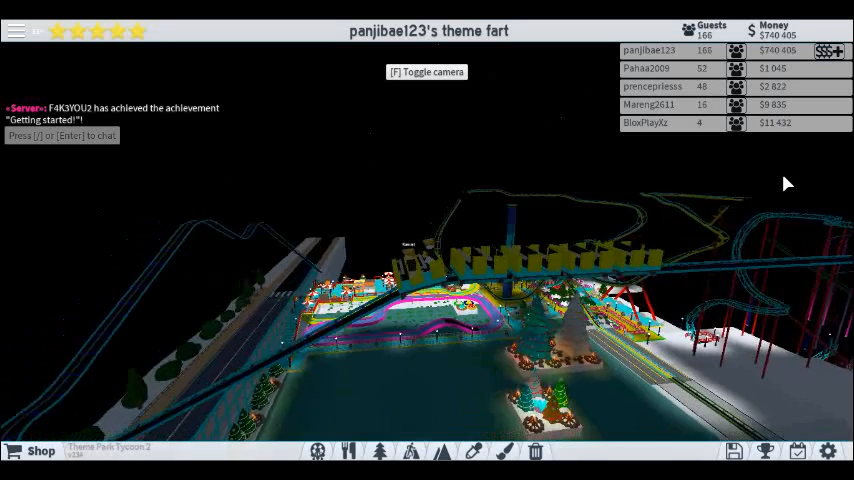 panjibae123's theme fart
Guests
166
Money
$740 405
panjibae123 166 $740 405 $$$+
Pahaa2009 52 $1 045
prencepriesss 48 $2 822
Mareng2611 16 $9 835
BloxPlayXz 4 $11 432
[F] Toggle camera
«Server»: F4K3YOU2 has achieved the achievement
"Getting started!"!
Press [/] or [Enter] to chat
Shop
Theme Park Tycoon 2